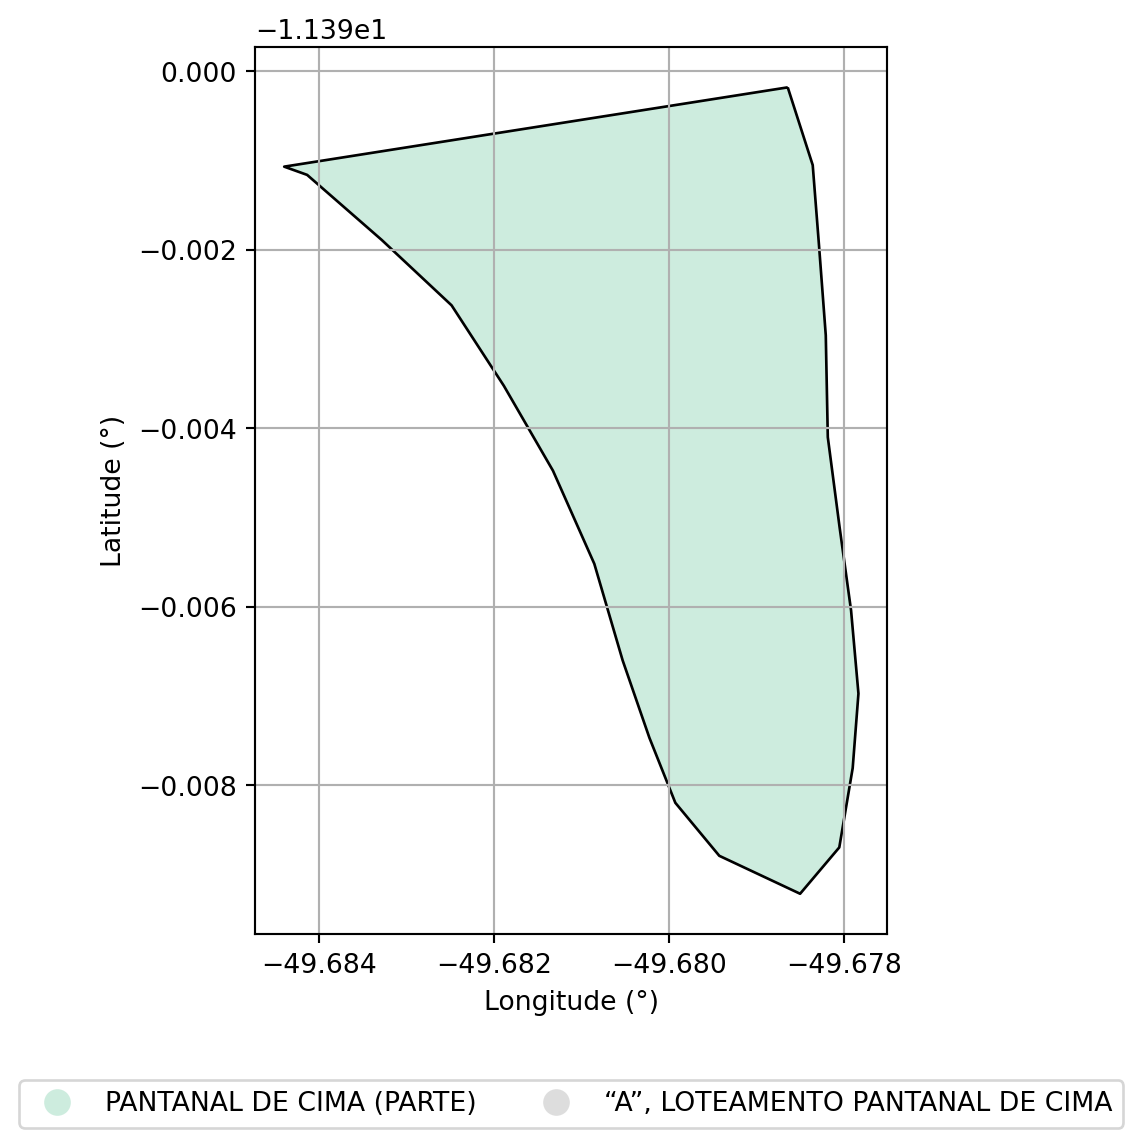 −1.139e1
0.000
−0.002
−0.004
−0.006
−0.008
Latitude (°)
−49.684 −49.682 −49.680 −49.678
Longitude (°)
PANTANAL DE CIMA (PARTE) “A”, LOTEAMENTO PANTANAL DE CIMA